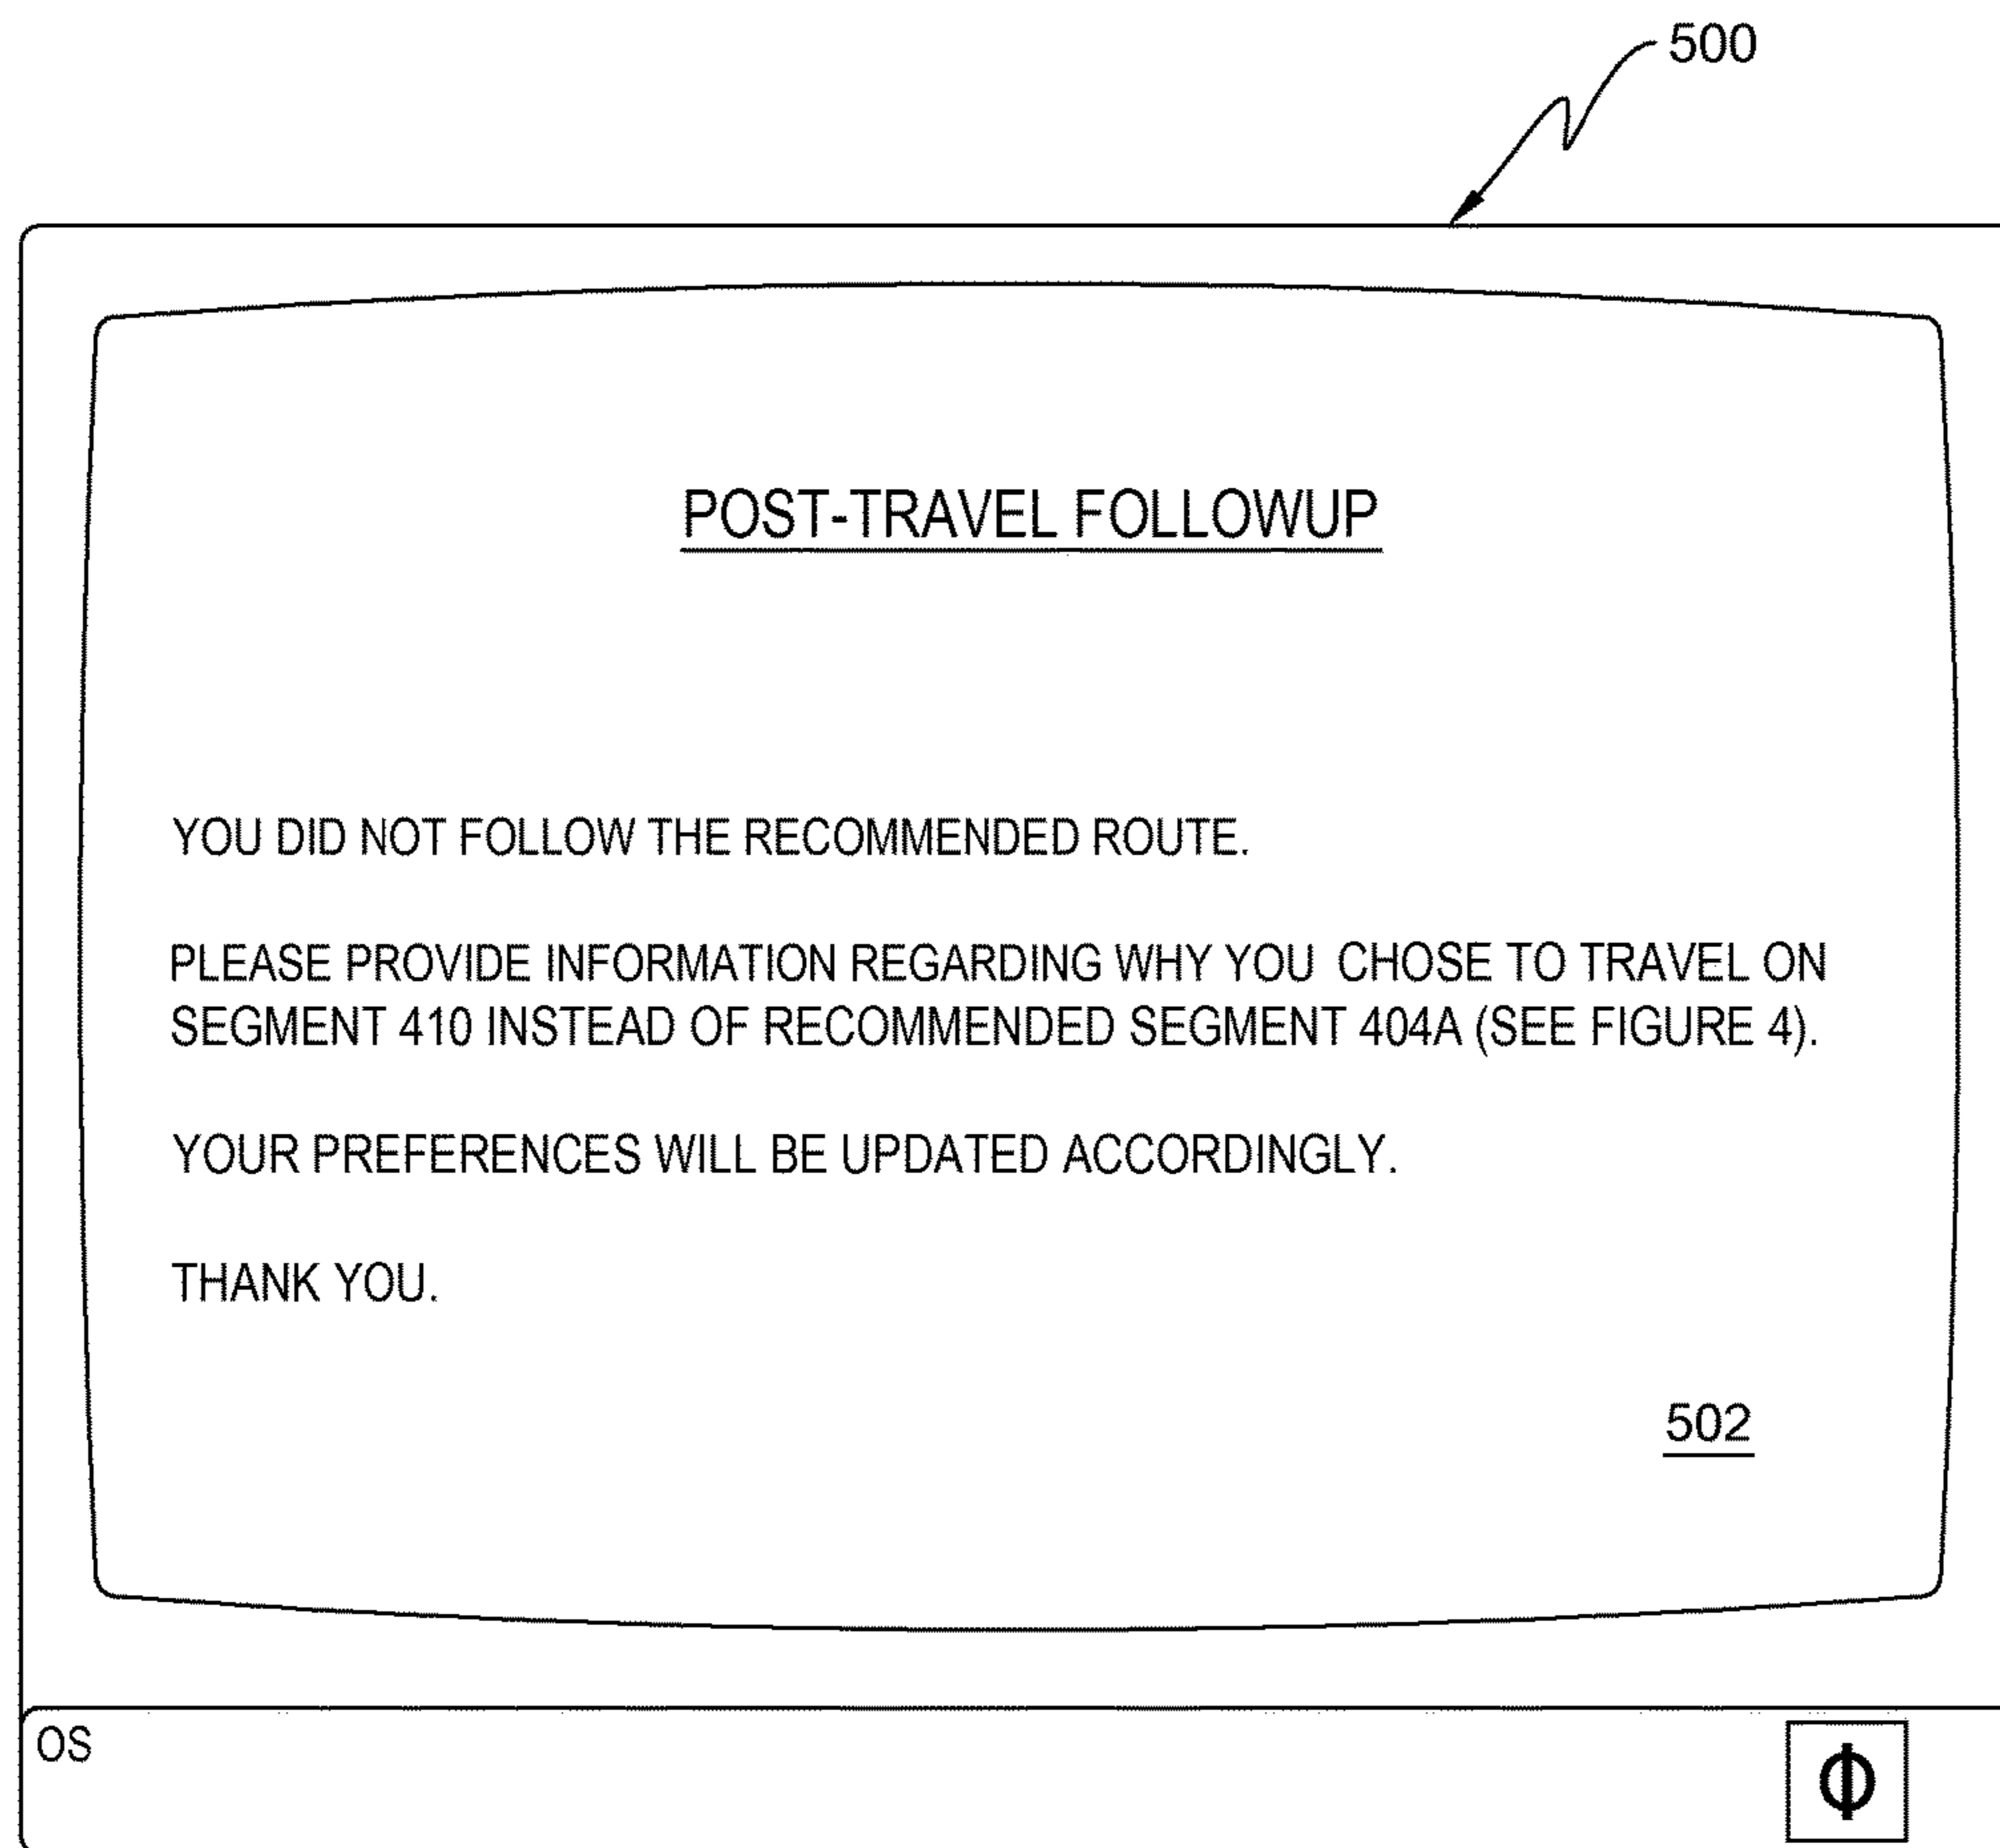 500
POST-TRAVEL FOLLOWUP
YOU DID NOT FOLLOW THE RECOMMENDED ROUTE.
PLEASE PROVIDE INFORMATION REGARDING WHY YOU CHOSE TO TRAVEL ON
SEGMENT 410 INSTEAD OF RECOMMENDED SEGMENT 404A (SEE FIGURE 4).
YOUR PREFERENCES WILL BE UPDATED ACCORDINGLY.
THANK YOU.
502
OS
Φ